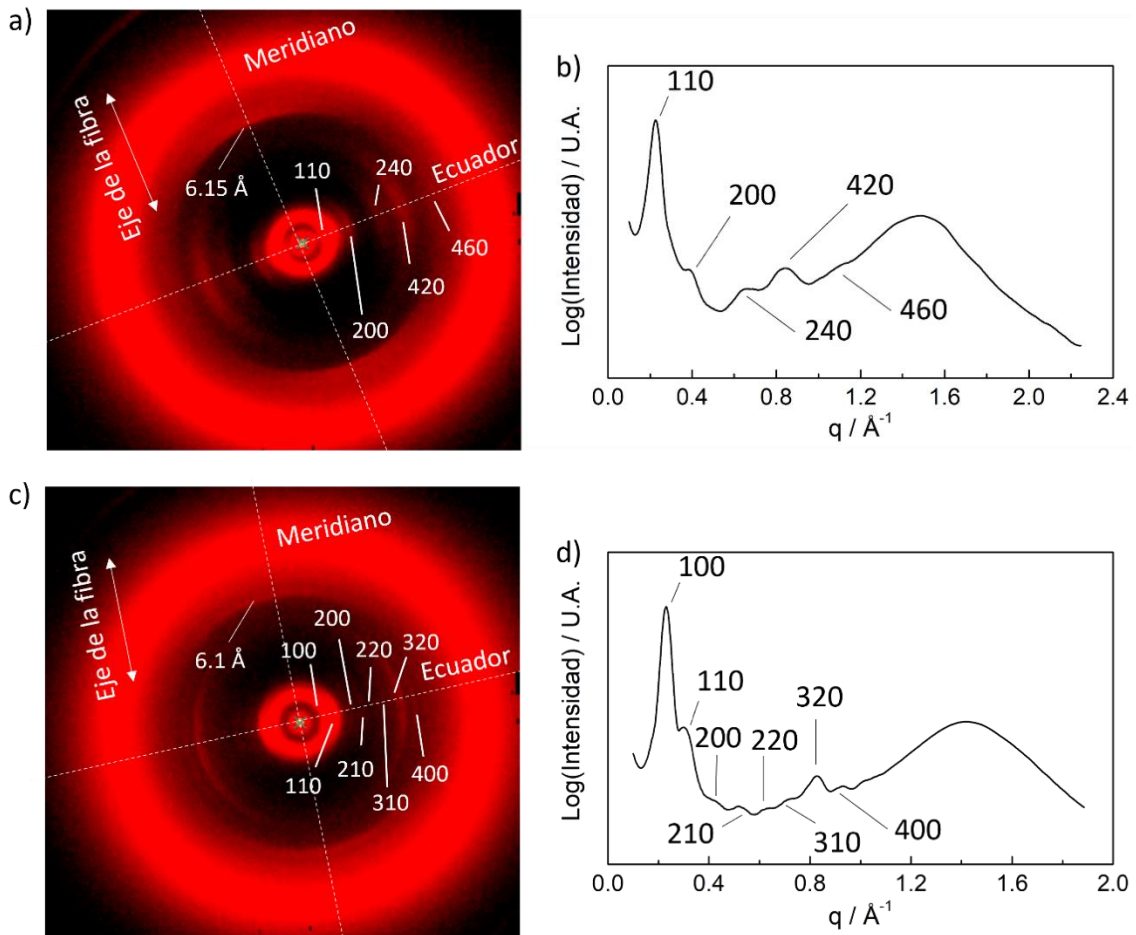 a)
Meridiano
Eje de la fibra
6.15 Å
110
240
Ecuador
460
420
200
b)
110
200
420
240
460
Log(Intensidad) / U.A.
0.0 0.4 0.8 1.2 1.6 2.0 2.4
q / Å⁻¹
c)
Meridiano
Eje de la fibra
6.1 Å
100
200
220
320
Ecuador
110
210
310
400
d)
100
110
200
220
320
210
310
400
Log(Intensidad) / U.A.
0.0 0.4 0.8 1.2 1.6 2.0
q / Å⁻¹